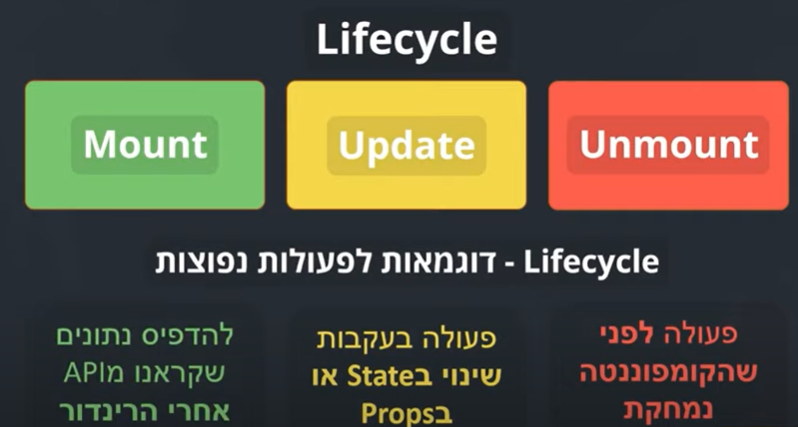 Lifecycle
Mount
Update
Unmount
Lifecycle - דוגמאות לפעולות נפוצות
להדפיס נתונים
שקראנו מAPI
אחרי הרינדור
פעולה בעקבות
שינוי בState או
בProps
פעולה לפני
שהקומפוננטה
נמחקת